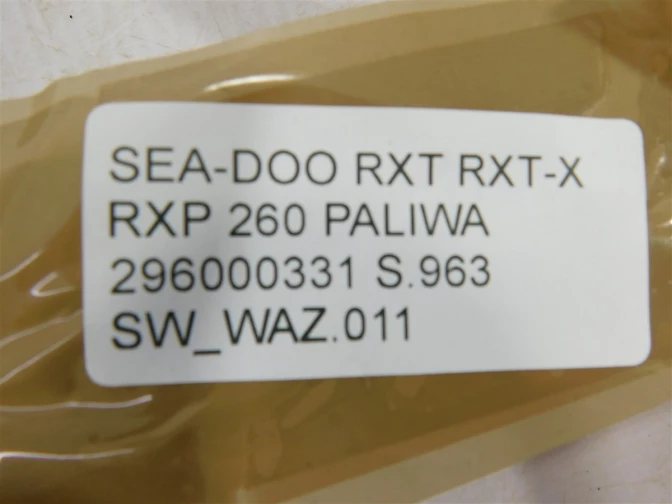 SEA-DOO RXT RXT-X
RXP 260 PALIWA
296000331 S.963
SW_WAZ.011